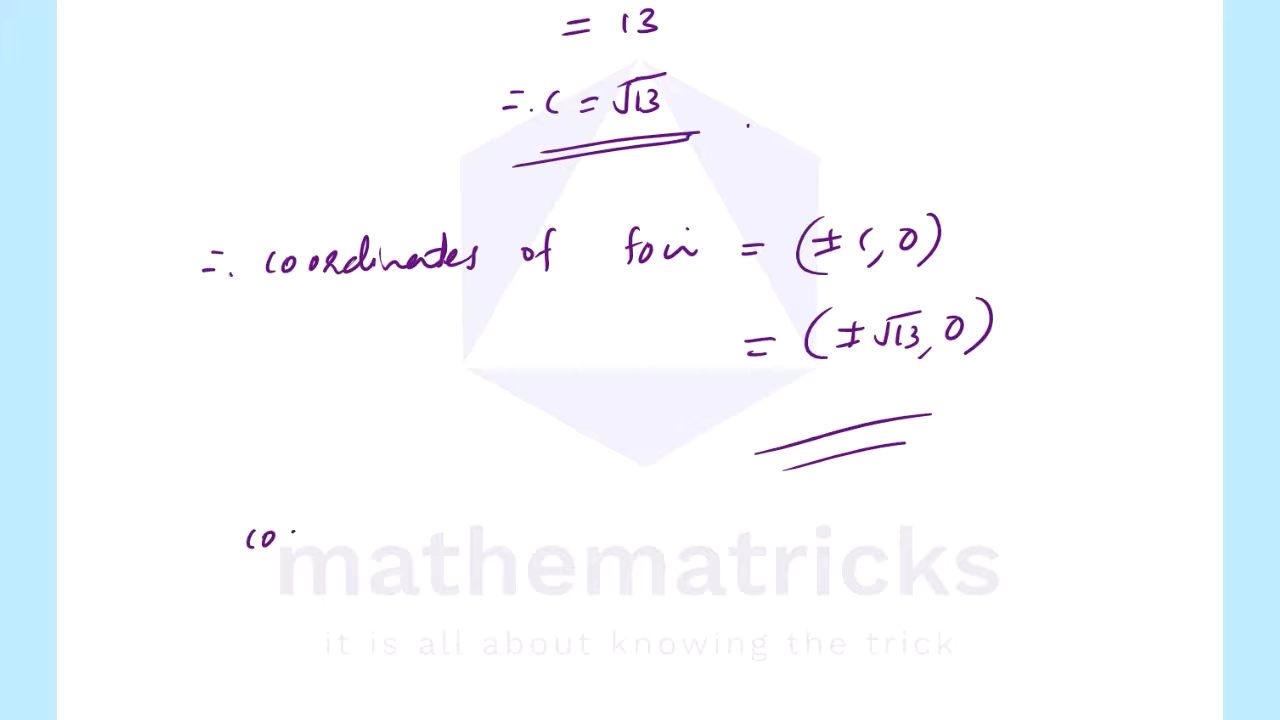 = 13
∴ c = √13
∴ coordinates of foci = (± c, 0)
= (± √13, 0)
co
mathematricks
it is all about knowing the trick